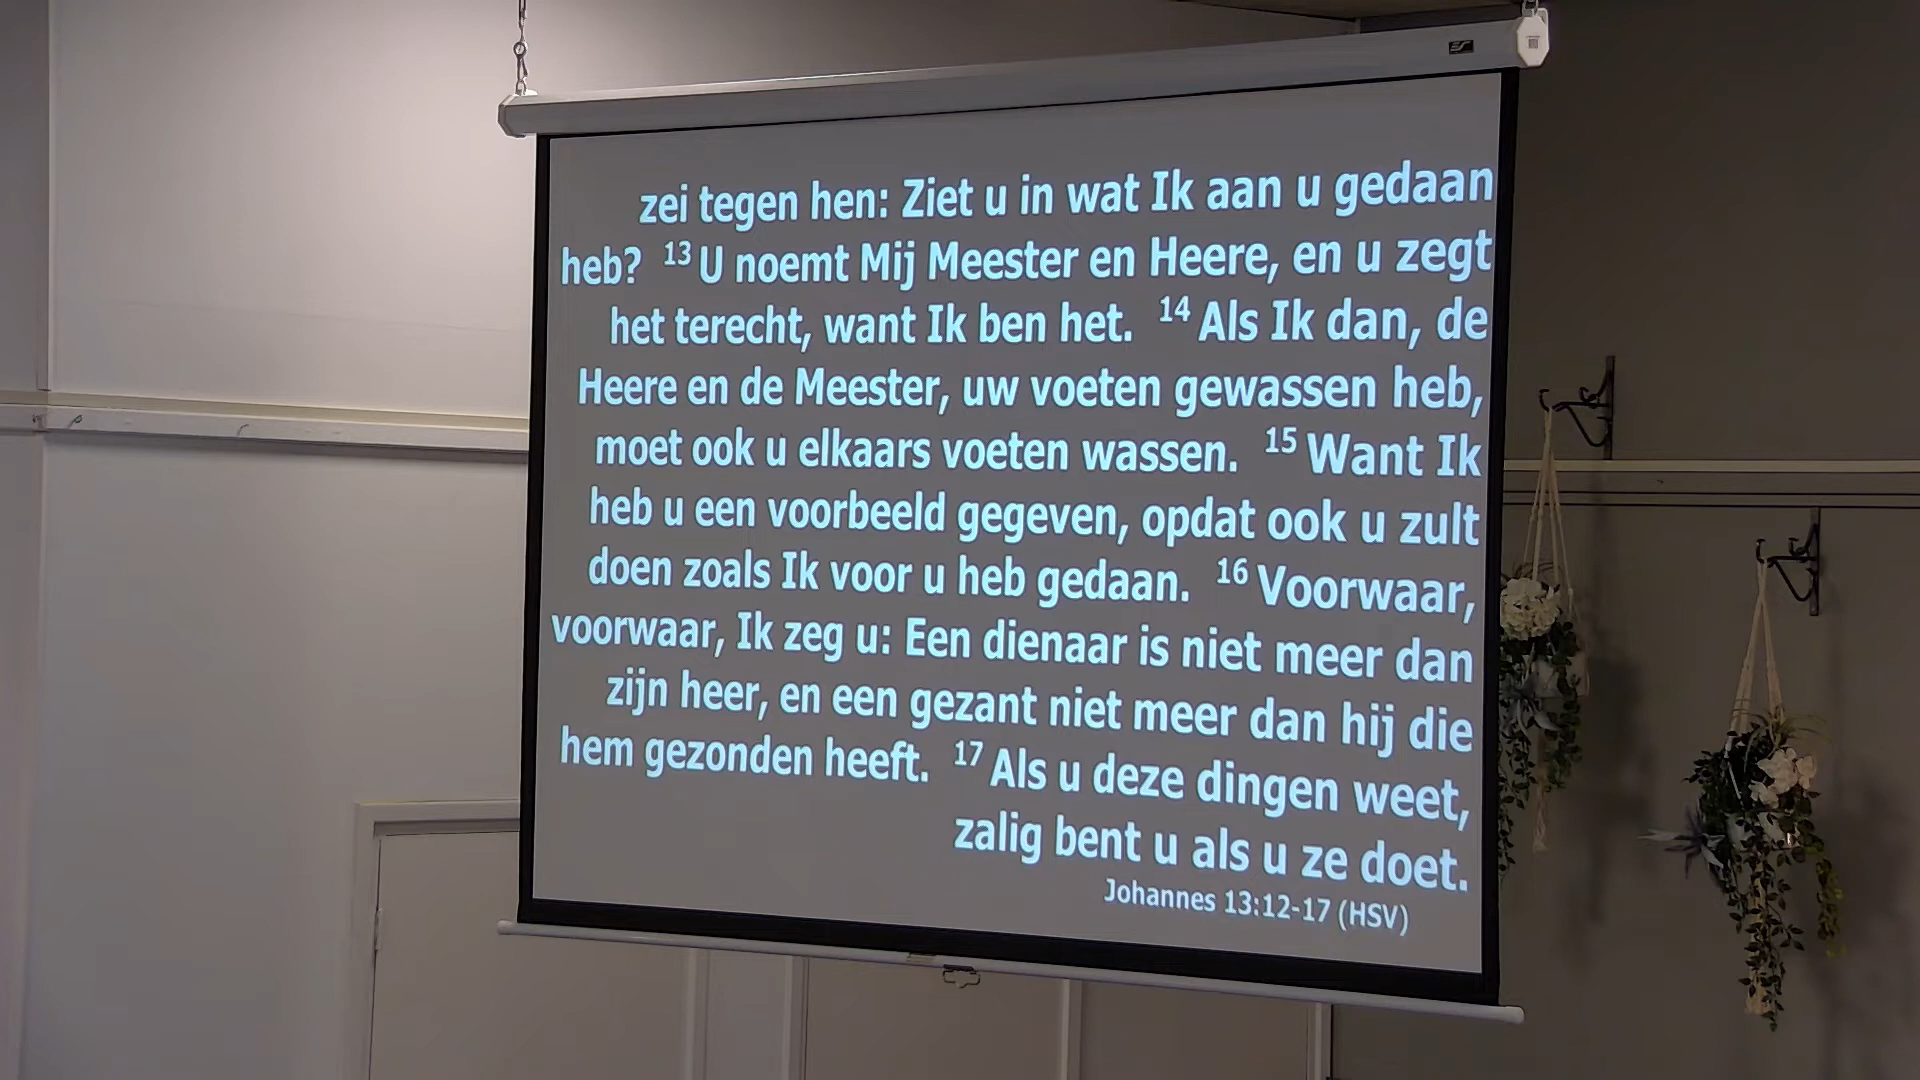 zei tegen hen: Ziet u in wat Ik aan u gedaan
heb? 13 U noemt Mij Meester en Heere, en u zegt
het terecht, want Ik ben het. 14 Als Ik dan, de
Heere en de Meester, uw voeten gewassen heb,
moet ook u elkaars voeten wassen. 15 Want Ik
heb u een voorbeeld gegeven, opdat ook u zult
doen zoals Ik voor u heb gedaan. 16 Voorwaar,
voorwaar, Ik zeg u: Een dienaar is niet meer dan
zijn heer, en een gezant niet meer dan hij die
hem gezonden heeft. 17 Als u deze dingen weet,
zalig bent u als u ze doet.
Johannes 13:12-17 (HSV)